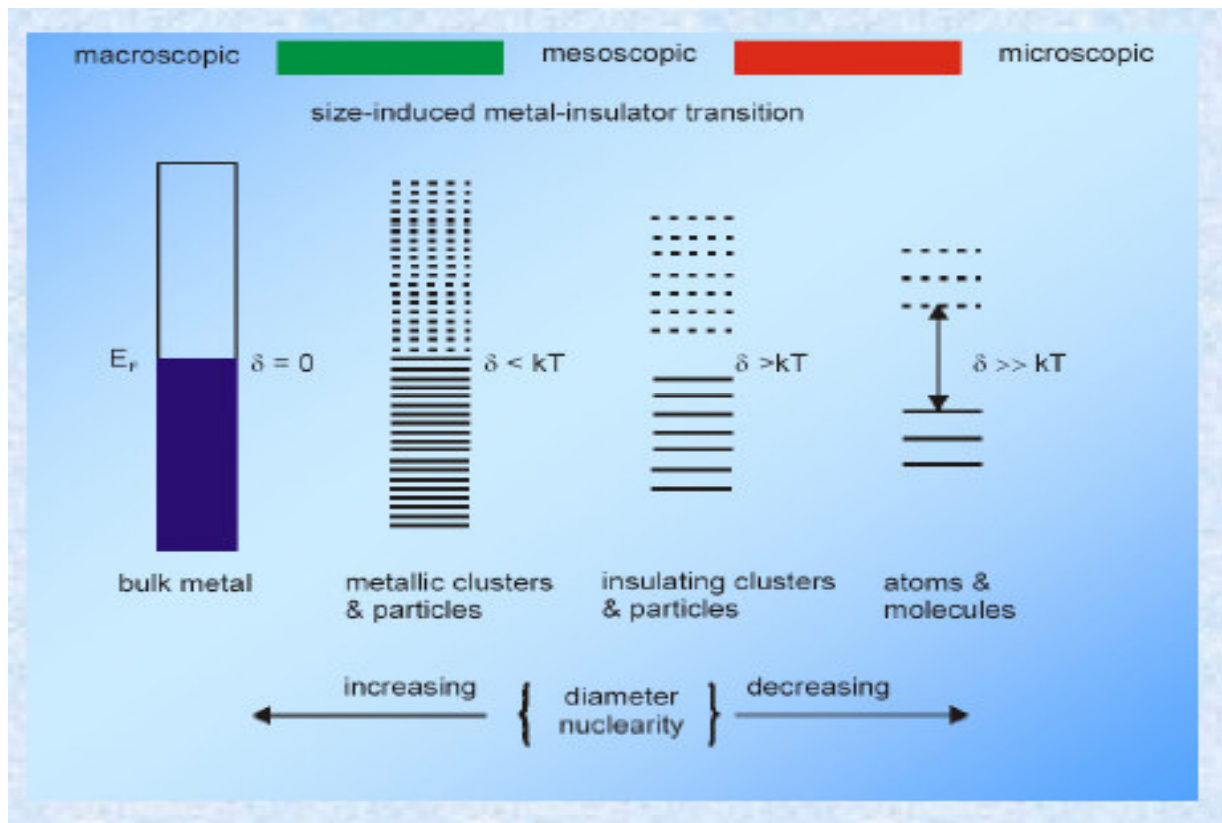 macroscopic mesoscopic microscopic
size-induced metal-insulator transition
E_F δ = 0 δ < kT δ >kT δ >> kT
bulk metal
metallic clusters
& particles
insulating clusters
& particles
atoms &
molecules
increasing
diameter
nuclearity
decreasing